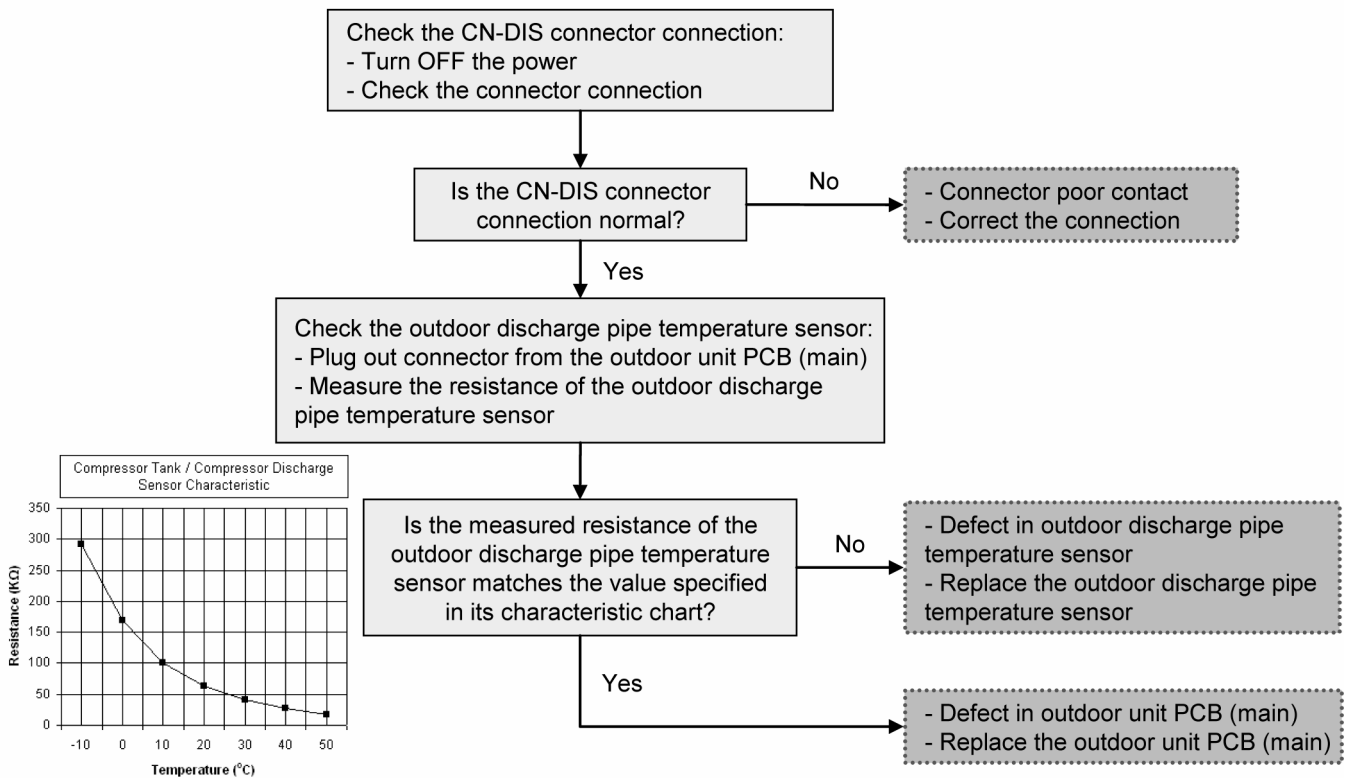 Check the CN-DIS connector connection:
- Turn OFF the power
- Check the connector connection
Is the CN-DIS connector
connection normal?
No
- Connector poor contact
- Correct the connection
Yes
Check the outdoor discharge pipe temperature sensor:
- Plug out connector from the outdoor unit PCB (main)
- Measure the resistance of the outdoor discharge
pipe temperature sensor
Compressor Tank / Compressor Discharge
Sensor Characteristic
350
300
250
200
150
100
50
0
Resistance (KΩ)
-10 0 10 20 30 40 50
Temperature (°C)
Is the measured resistance of the
outdoor discharge pipe temperature
sensor matches the value specified
in its characteristic chart?
No
- Defect in outdoor discharge pipe
temperature sensor
- Replace the outdoor discharge pipe
temperature sensor
Yes
- Defect in outdoor unit PCB (main)
- Replace the outdoor unit PCB (main)